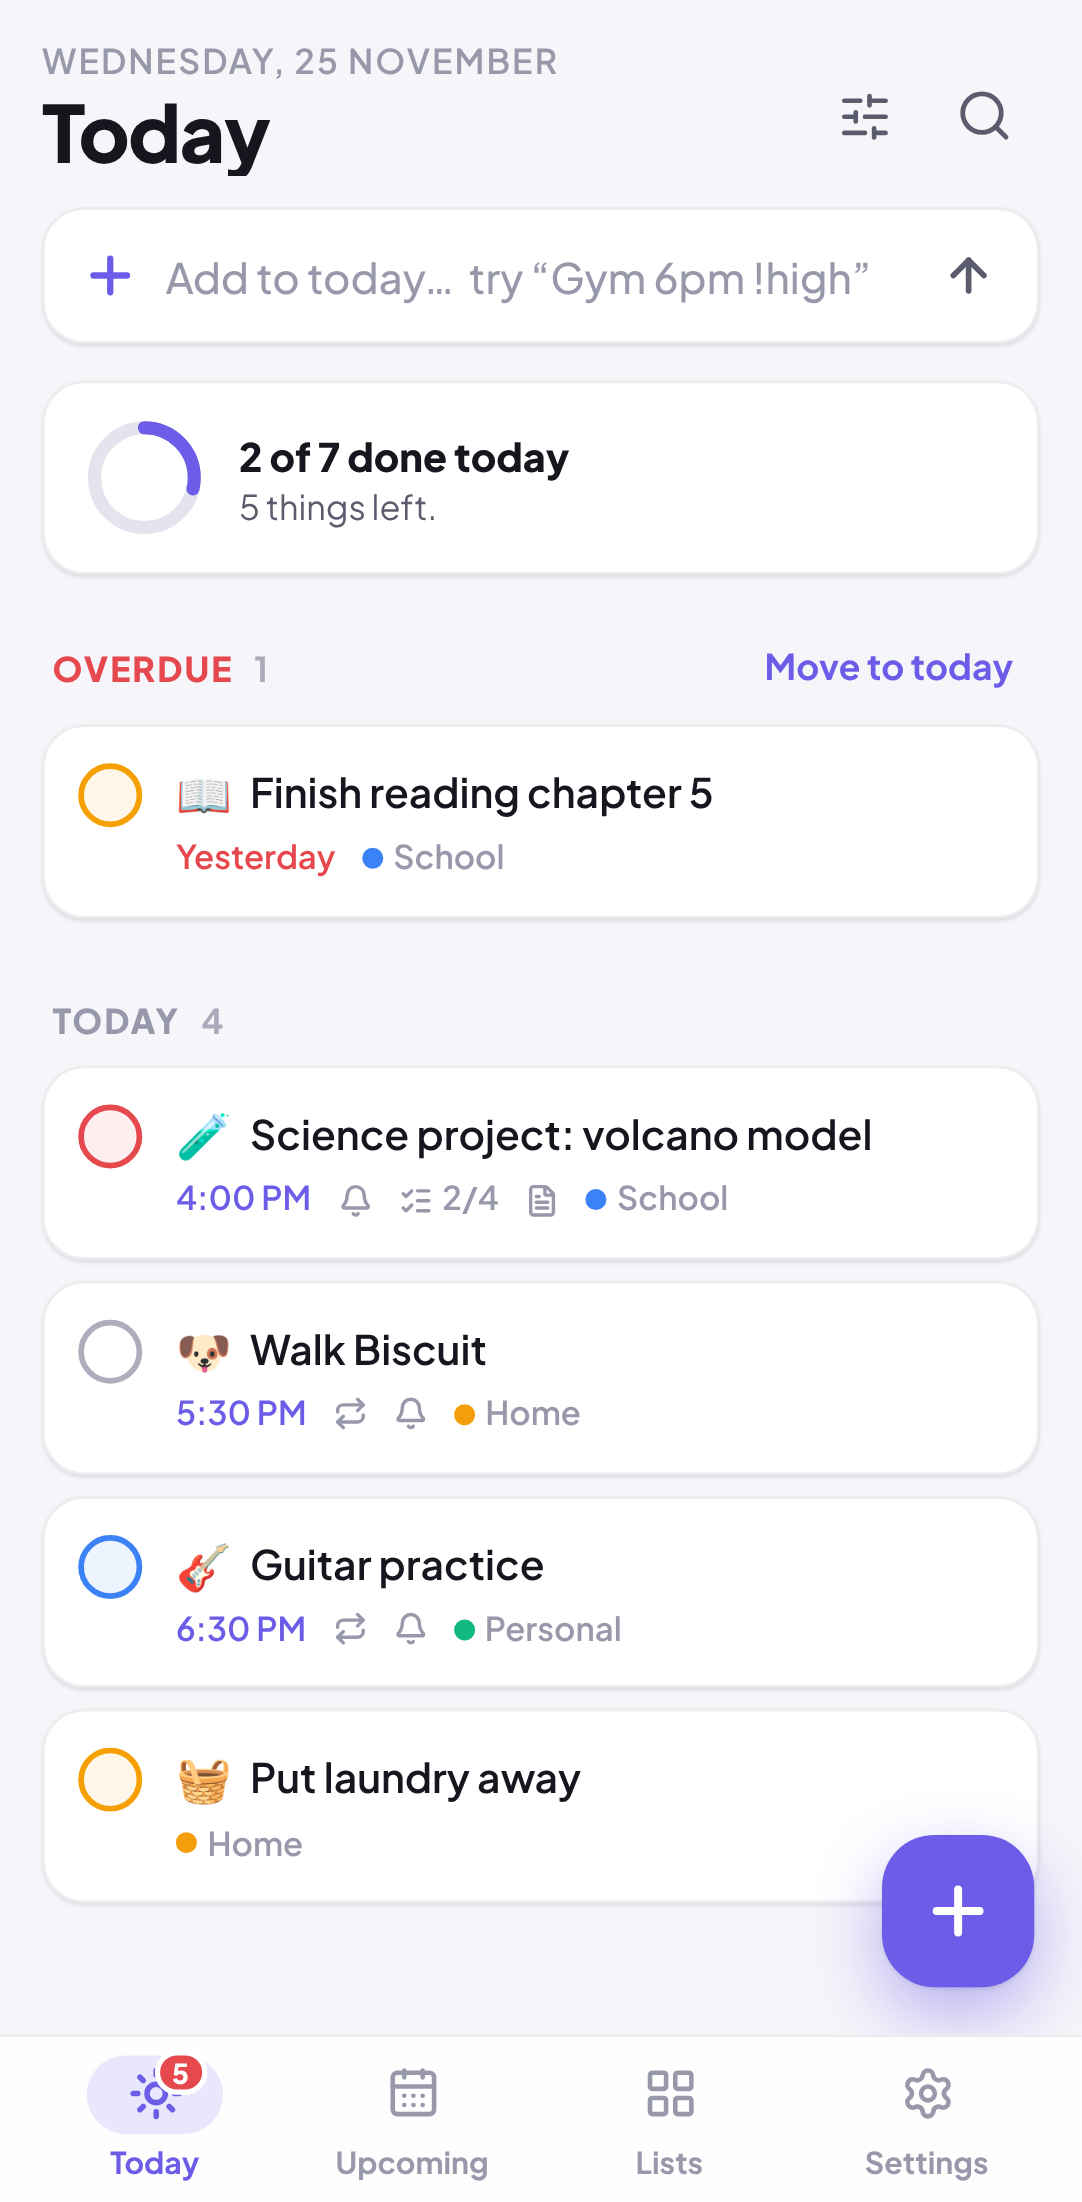 WEDNESDAY, 25 NOVEMBER
Today
Add to today… try “Gym 6pm !high”
2 of 7 done today
5 things left.
OVERDUE 1
Move to today
Finish reading chapter 5
Yesterday School
TODAY 4
Science project: volcano model
4:00 PM 2/4 School
Walk Biscuit
5:30 PM Home
Guitar practice
6:30 PM Personal
Put laundry away
Home
5
Today Upcoming Lists Settings